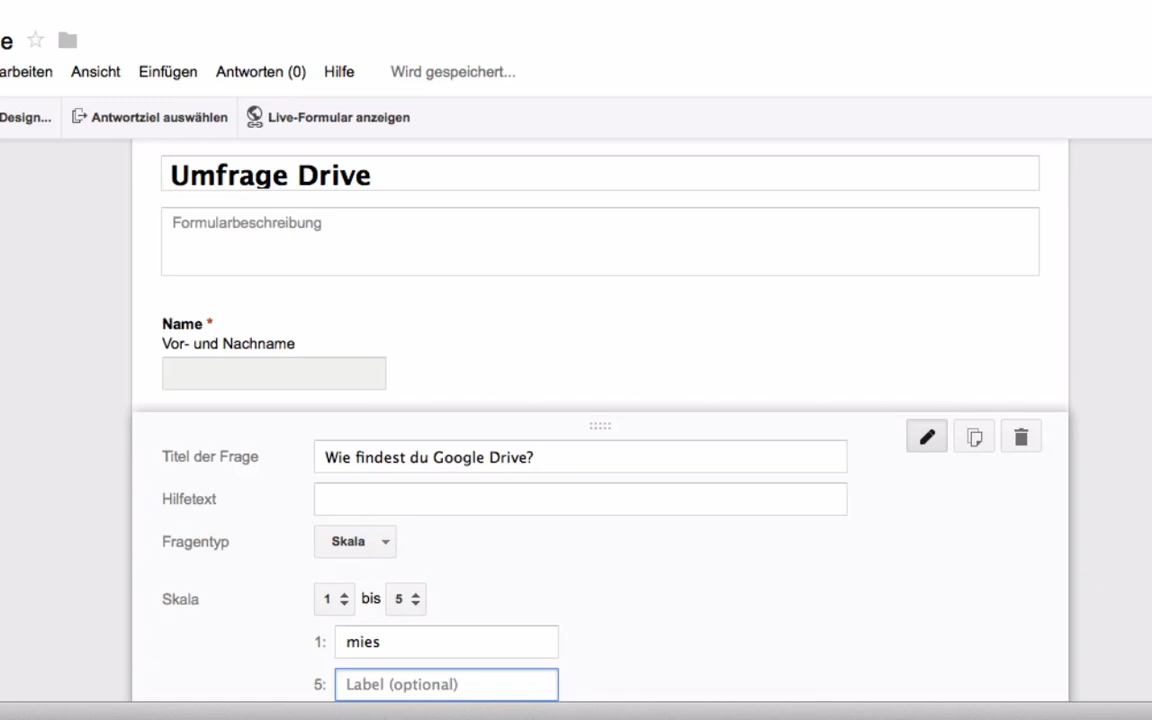 e
arbeiten Ansicht Einfügen Antworten (0) Hilfe Wird gespeichert...
Design... Antwortziel auswählen Live-Formular anzeigen
Umfrage Drive
Formularbeschreibung
Name *
Vor- und Nachname
Titel der Frage Wie findest du Google Drive?
Hilfetext
Fragentyp Skala
Skala 1 bis 5
1: mies
5: Label (optional)